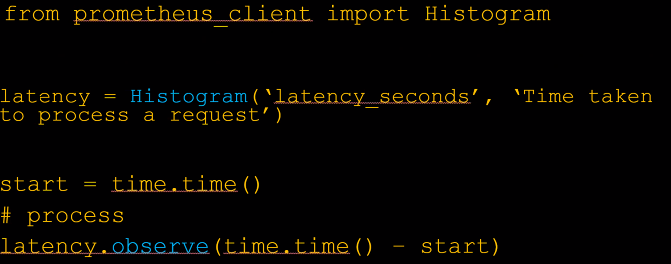 from prometheus_client import Histogram
latency = Histogram(‘latency_seconds’, ‘Time taken
to process a request’)
start = time.time()
# process
latency.observe(time.time() – start)